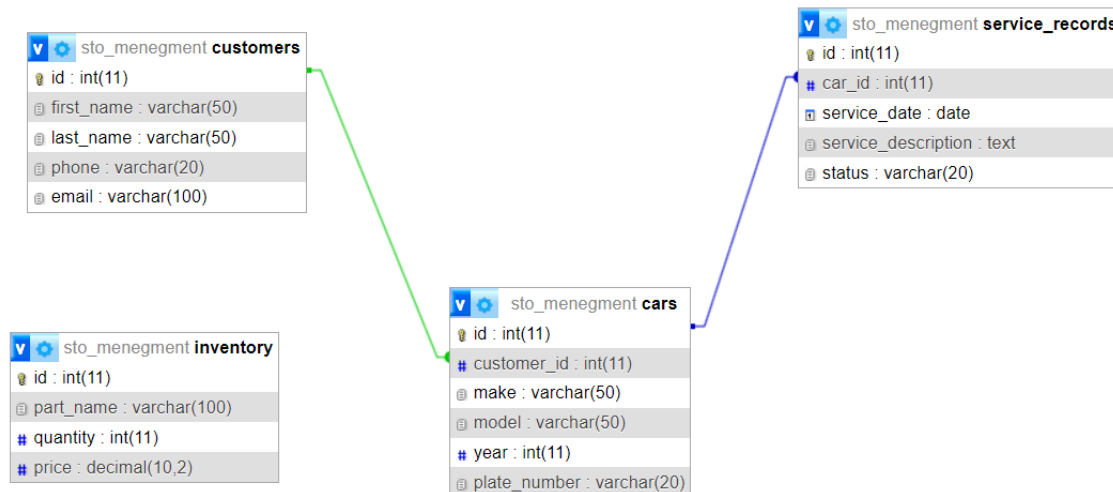 sto_menegment customers
id : int(11)
first_name : varchar(50)
last_name : varchar(50)
phone : varchar(20)
email : varchar(100)
sto_menegment service_records
id : int(11)
car_id : int(11)
service_date : date
service_description : text
status : varchar(20)
sto_menegment inventory
id : int(11)
part_name : varchar(100)
quantity : int(11)
price : decimal(10,2)
sto_menegment cars
id : int(11)
customer_id : int(11)
make : varchar(50)
model : varchar(50)
year : int(11)
plate_number : varchar(20)